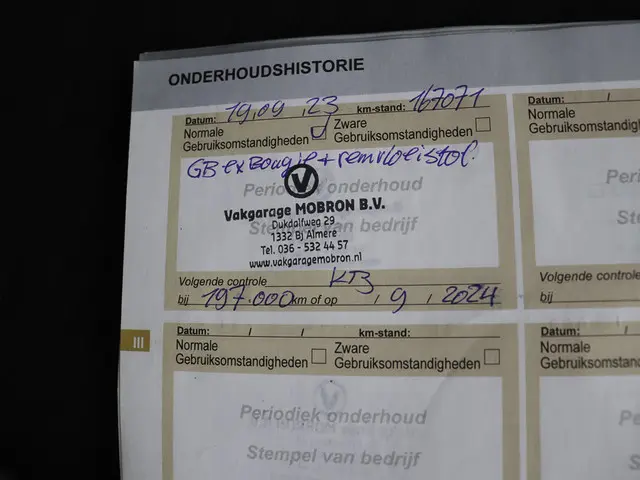 ONDERHOUDSHISTORIE
Datum: 19,09,23 km-stand: 167071
Normale Gebruiksomstandigheden
Zware Gebruiksomstandigheden
GB ex Bougie + remvloeistof.
Periodiek onderhoud
Stempel van bedrijf
V
Vakgarage MOBRON B.V.
Dukdalfweg 29
1332 BJ Almere
Tel. 036 - 532 44 57
www.vakgaragemobron.nl
Volgende controle
bij 197.000 km of op / 9 / 2024
Datum: /
Normale
Gebruiksomstandigheden
Volgende controle
bij
III
Datum: / / km-stand:
Normale Gebruiksomstandigheden
Zware Gebruiksomstandigheden
Periodiek onderhoud
Stempel van bedrijf
Datum: /
Normale